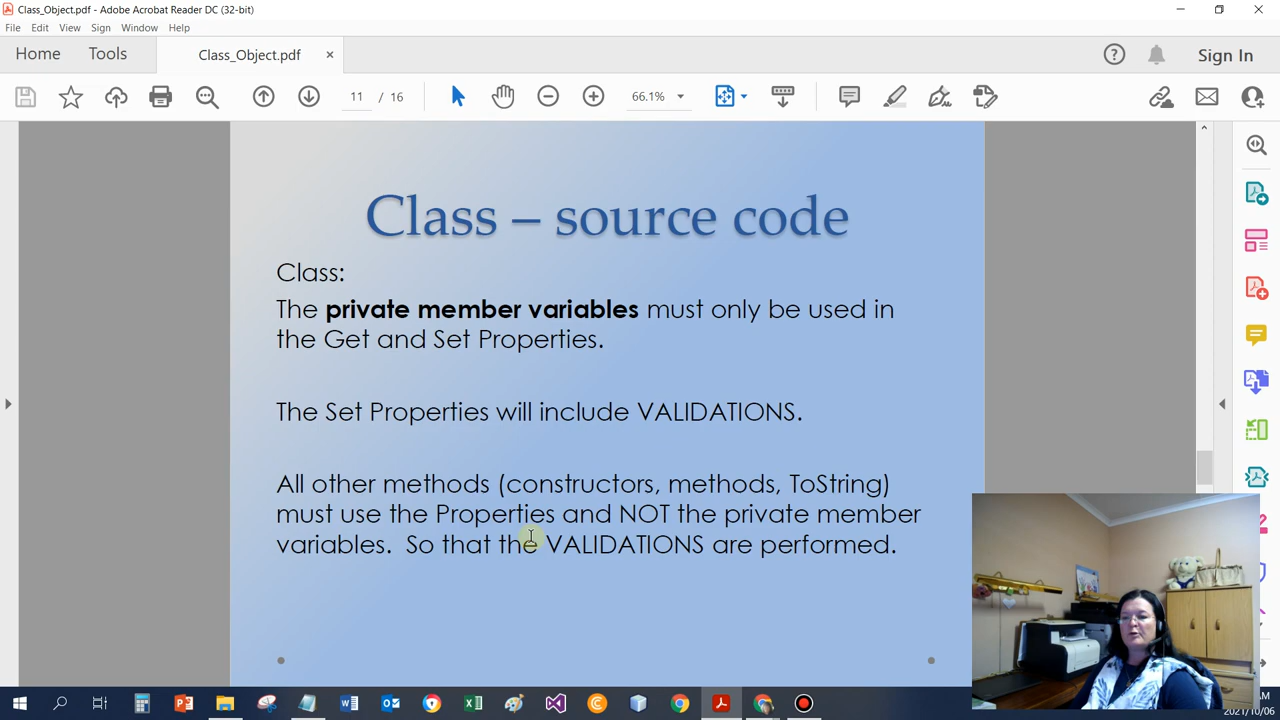 Class_Object.pdf - Adobe Acrobat Reader DC (32-bit)
File Edit View Sign Window Help
Home Tools Class_Object.pdf × Sign In
11 / 16 66.1%
Class – source code
Class:
The private member variables must only be used in
the Get and Set Properties.
The Set Properties will include VALIDATIONS.
All other methods (constructors, methods, ToString)
must use the Properties and NOT the private member
variables. So that the VALIDATIONS are performed.
AM
2021/10/06